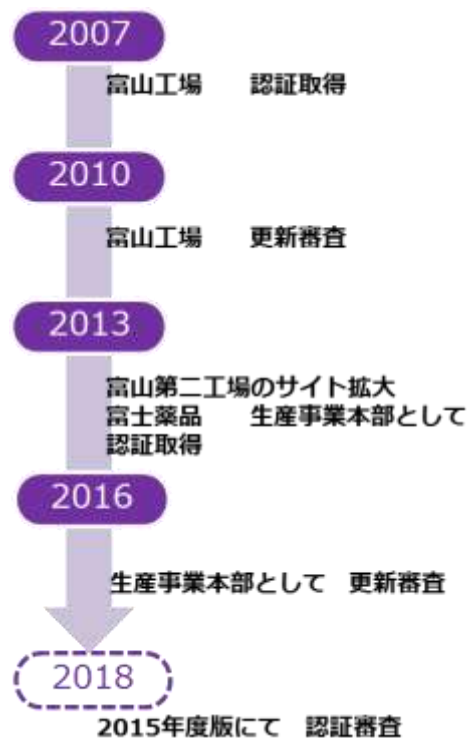 2007
富山工場　　認証取得
2010
富山工場　　更新審査
2013
富山第二工場のサイト拡大
富士薬品　　生産事業本部として
認証取得
2016
生産事業本部として　更新審査
2018
2015年度版にて　認証審査